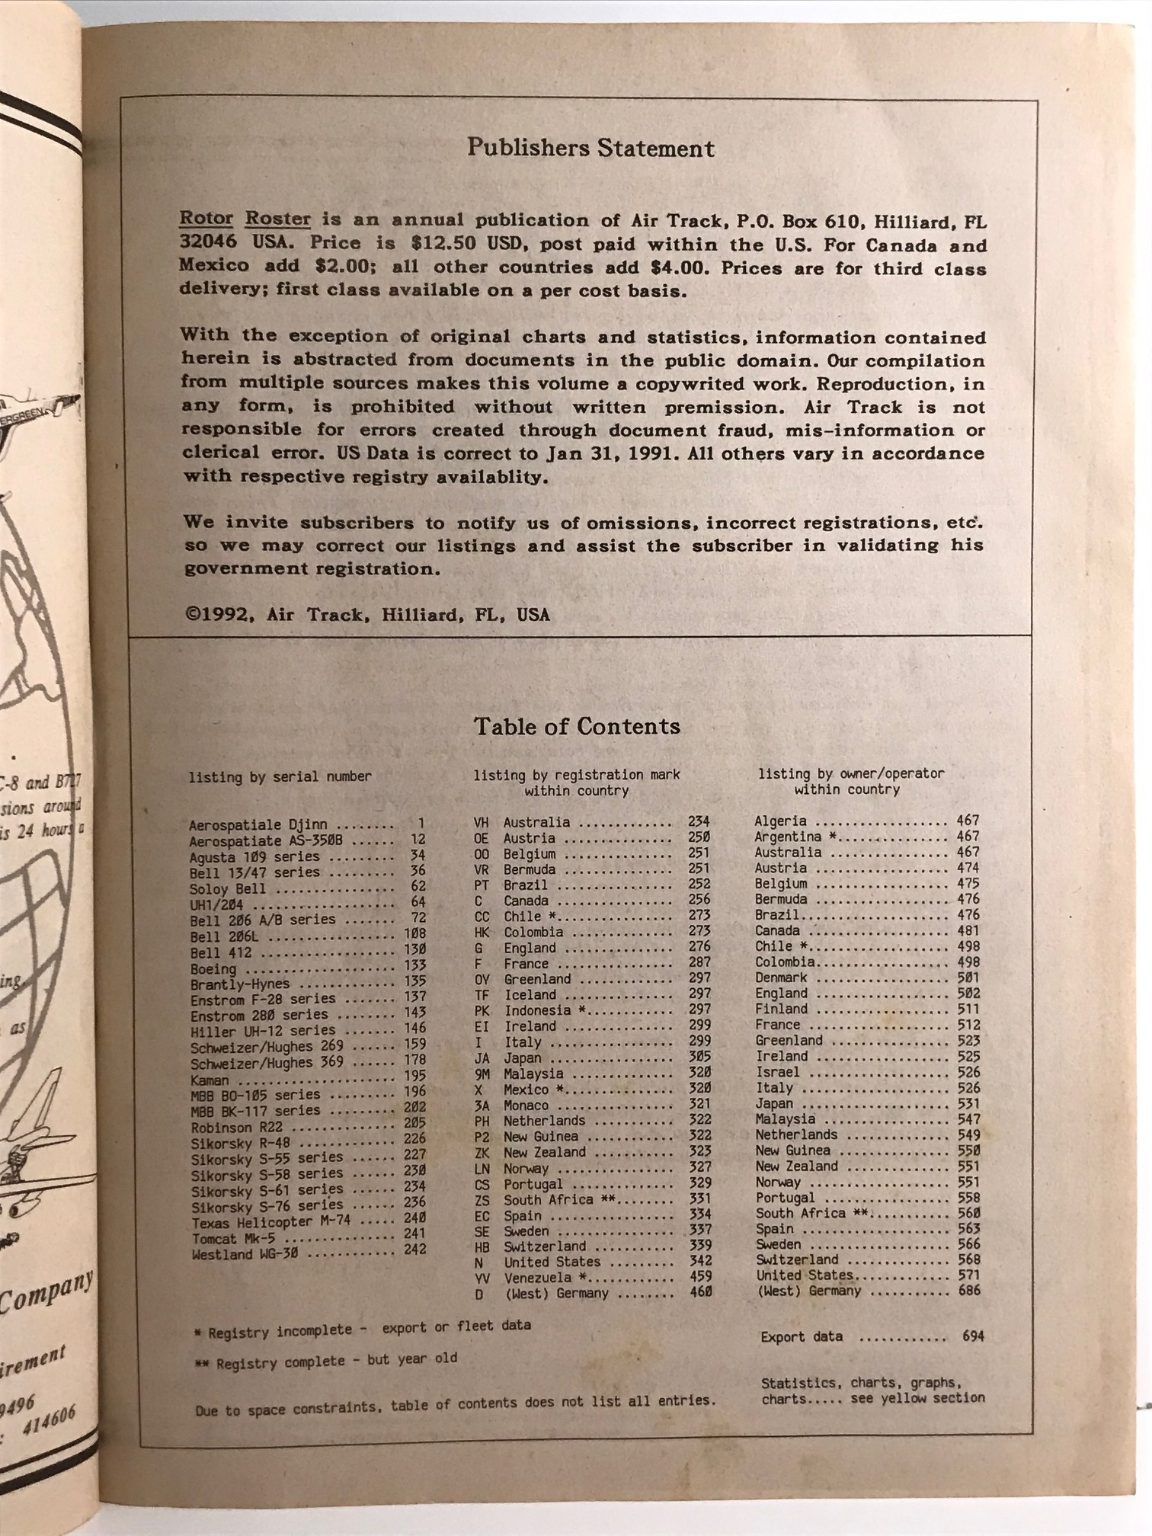 ERGREEN
C-8 and B727
sions around
is 24 hours a
ing
as
Company
irement
9496
: 414606
Publishers Statement
Rotor Roster is an annual publication of Air Track, P.O. Box 610, Hilliard, FL
32046 USA. Price is $12.50 USD, post paid within the U.S. For Canada and
Mexico add $2.00; all other countries add $4.00. Prices are for third class
delivery; first class available on a per cost basis.
With the exception of original charts and statistics, information contained
herein is abstracted from documents in the public domain. Our compilation
from multiple sources makes this volume a copywrited work. Reproduction, in
any form, is prohibited without written premission. Air Track is not
responsible for errors created through document fraud, mis-information or
clerical error. US Data is correct to Jan 31, 1991. All others vary in accordance
with respective registry availablity.
We invite subscribers to notify us of omissions, incorrect registrations, etc.
so we may correct our listings and assist the subscriber in validating his
government registration.
©1992, Air Track, Hilliard, FL, USA
Table of Contents
listing by serial number
Aerospatiale Djinn ........ 1
Aerospatiate AS-350B ...... 12
Agusta 109 series ......... 34
Bell 13/47 series ......... 36
Soloy Bell ............... 62
UH1/204 .................. 64
Bell 206 A/B series ....... 72
Bell 206L ................ 108
Bell 412 .................. 130
Boeing ................... 133
Brantly-Hynes ............ 135
Enstrom F-28 series ....... 137
Enstrom 280 series ........ 143
Hiller UH-12 series ....... 146
Schweizer/Hughes 269 ...... 159
Schweizer/Hughes 369 ...... 178
Kaman .................... 195
MBB BO-105 series ......... 196
MBB BK-117 series ......... 202
Robinson R22 ............. 205
Sikorsky R-48 ............ 226
Sikorsky S-55 series ...... 227
Sikorsky S-58 series ...... 230
Sikorsky S-61 series ...... 234
Sikorsky S-76 series ...... 236
Texas Helicopter M-74 ..... 240
Tomcat Mk-5 .............. 241
Westland WG-30 ........... 242
listing by registration mark
within country
VH Australia ............ 234
OE Austria .............. 250
OO Belgium .............. 251
VR Bermuda .............. 251
PT Brazil ............... 252
C Canada ............... 256
CC Chile *............... 273
HK Colombia ............. 273
G England .............. 276
F France ............... 287
OY Greenland ............ 297
TF Iceland .............. 297
PK Indonesia *........... 297
EI Ireland .............. 299
I Italy ................ 299
JA Japan ................ 305
9M Malaysia ............. 320
X Mexico *.............. 320
3A Monaco ............... 321
PH Netherlands .......... 322
P2 New Guinea ........... 322
ZK New Zealand .......... 323
LN Norway ............... 327
CS Portugal ............. 329
ZS South Africa **....... 331
EC Spain ................ 334
SE Sweden ............... 337
HB Switzerland .......... 339
N United States ........ 342
YV Venezuela *........... 459
D (West) Germany ....... 460
listing by owner/operator
within country
Algeria ................. 467
Argentina *.............. 467
Australia ............... 467
Austria ................. 474
Belgium ................. 475
Bermuda ................. 476
Brazil................... 476
Canada .................. 481
Chile *.................. 498
Colombia................. 498
Denmark ................. 501
England ................. 502
Finland ................. 511
France .................. 512
Greenland ............... 523
Ireland ................. 525
Israel .................. 526
Italy ................... 526
Japan ................... 531
Malaysia ................ 547
Netherlands ............. 549
New Guinea .............. 550
New Zealand ............. 551
Norway .................. 551
Portugal ................ 558
South Africa **.......... 560
Spain ................... 563
Sweden .................. 566
Switzerland ............. 568
United States............ 571
(West) Germany .......... 686
Export data ............ 694
Statistics, charts, graphs,
charts..... see yellow section
* Registry incomplete - export or fleet data
** Registry complete - but year old
Due to space constraints, table of contents does not list all entries.